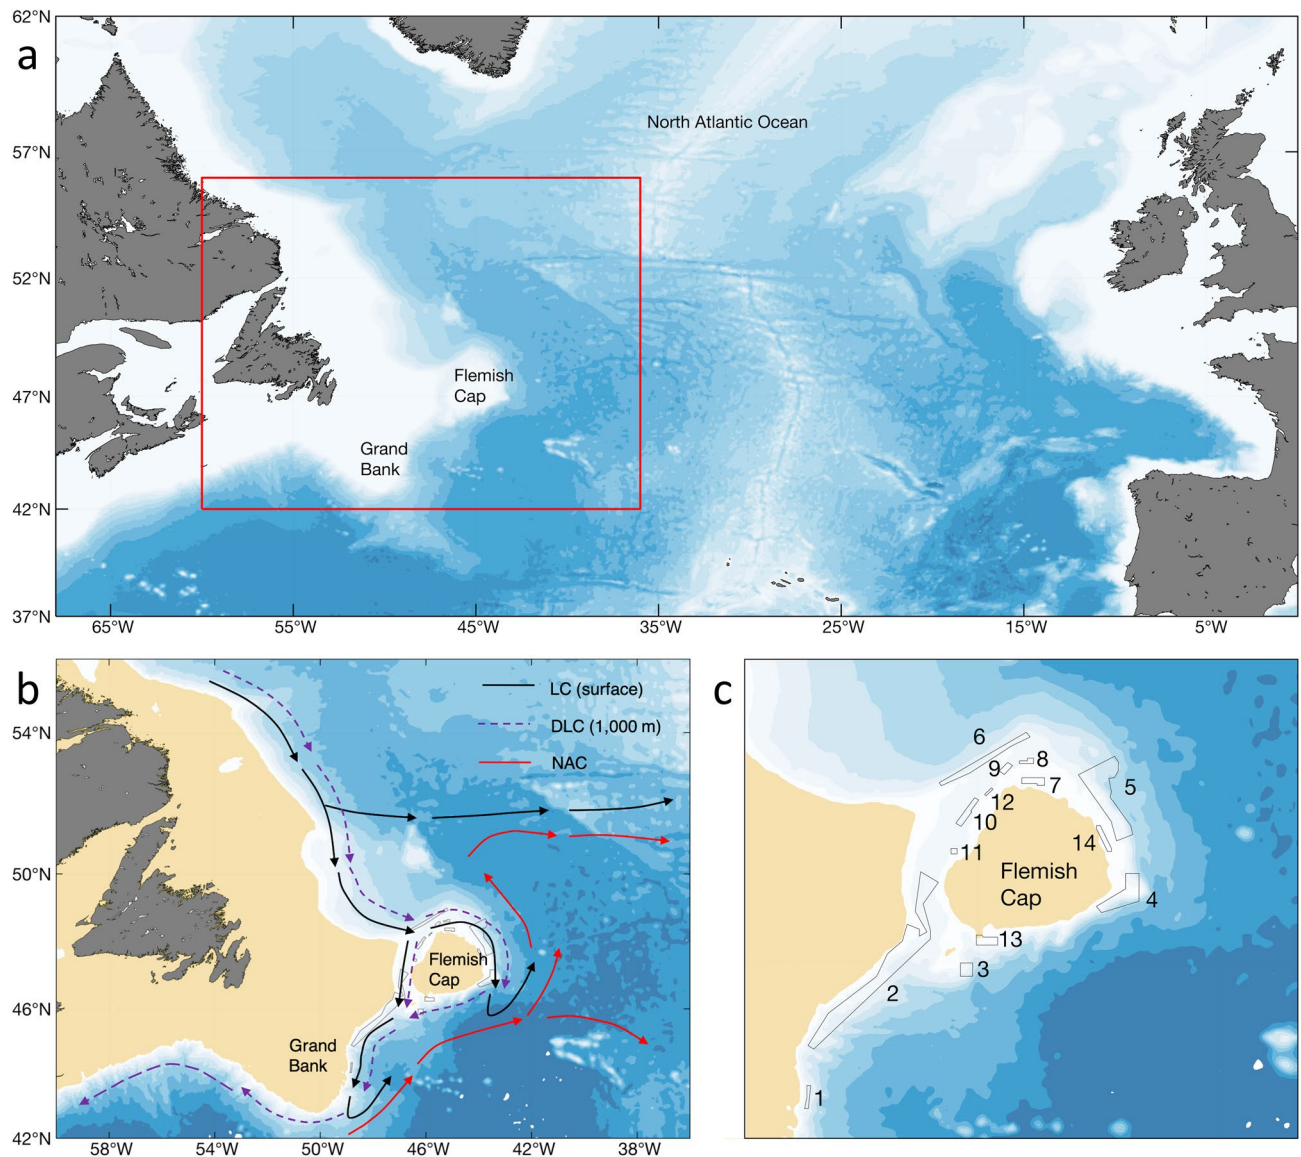 62°N
a
North Atlantic Ocean
57°N
52°N
Flemish
Cap
47°N
Grand
Bank
42°N
37°N
65°W 55°W 45°W 35°W 25°W 15°W 5°W
b
LC (surface)
DLC (1,000 m)
NAC
54°N
50°N
Flemish
Cap
46°N
Grand
Bank
42°N
58°W 54°W 50°W 46°W 42°W 38°W
c
6
8
9
7
5
12
10
14
11
Flemish
Cap
4
13
3
2
1